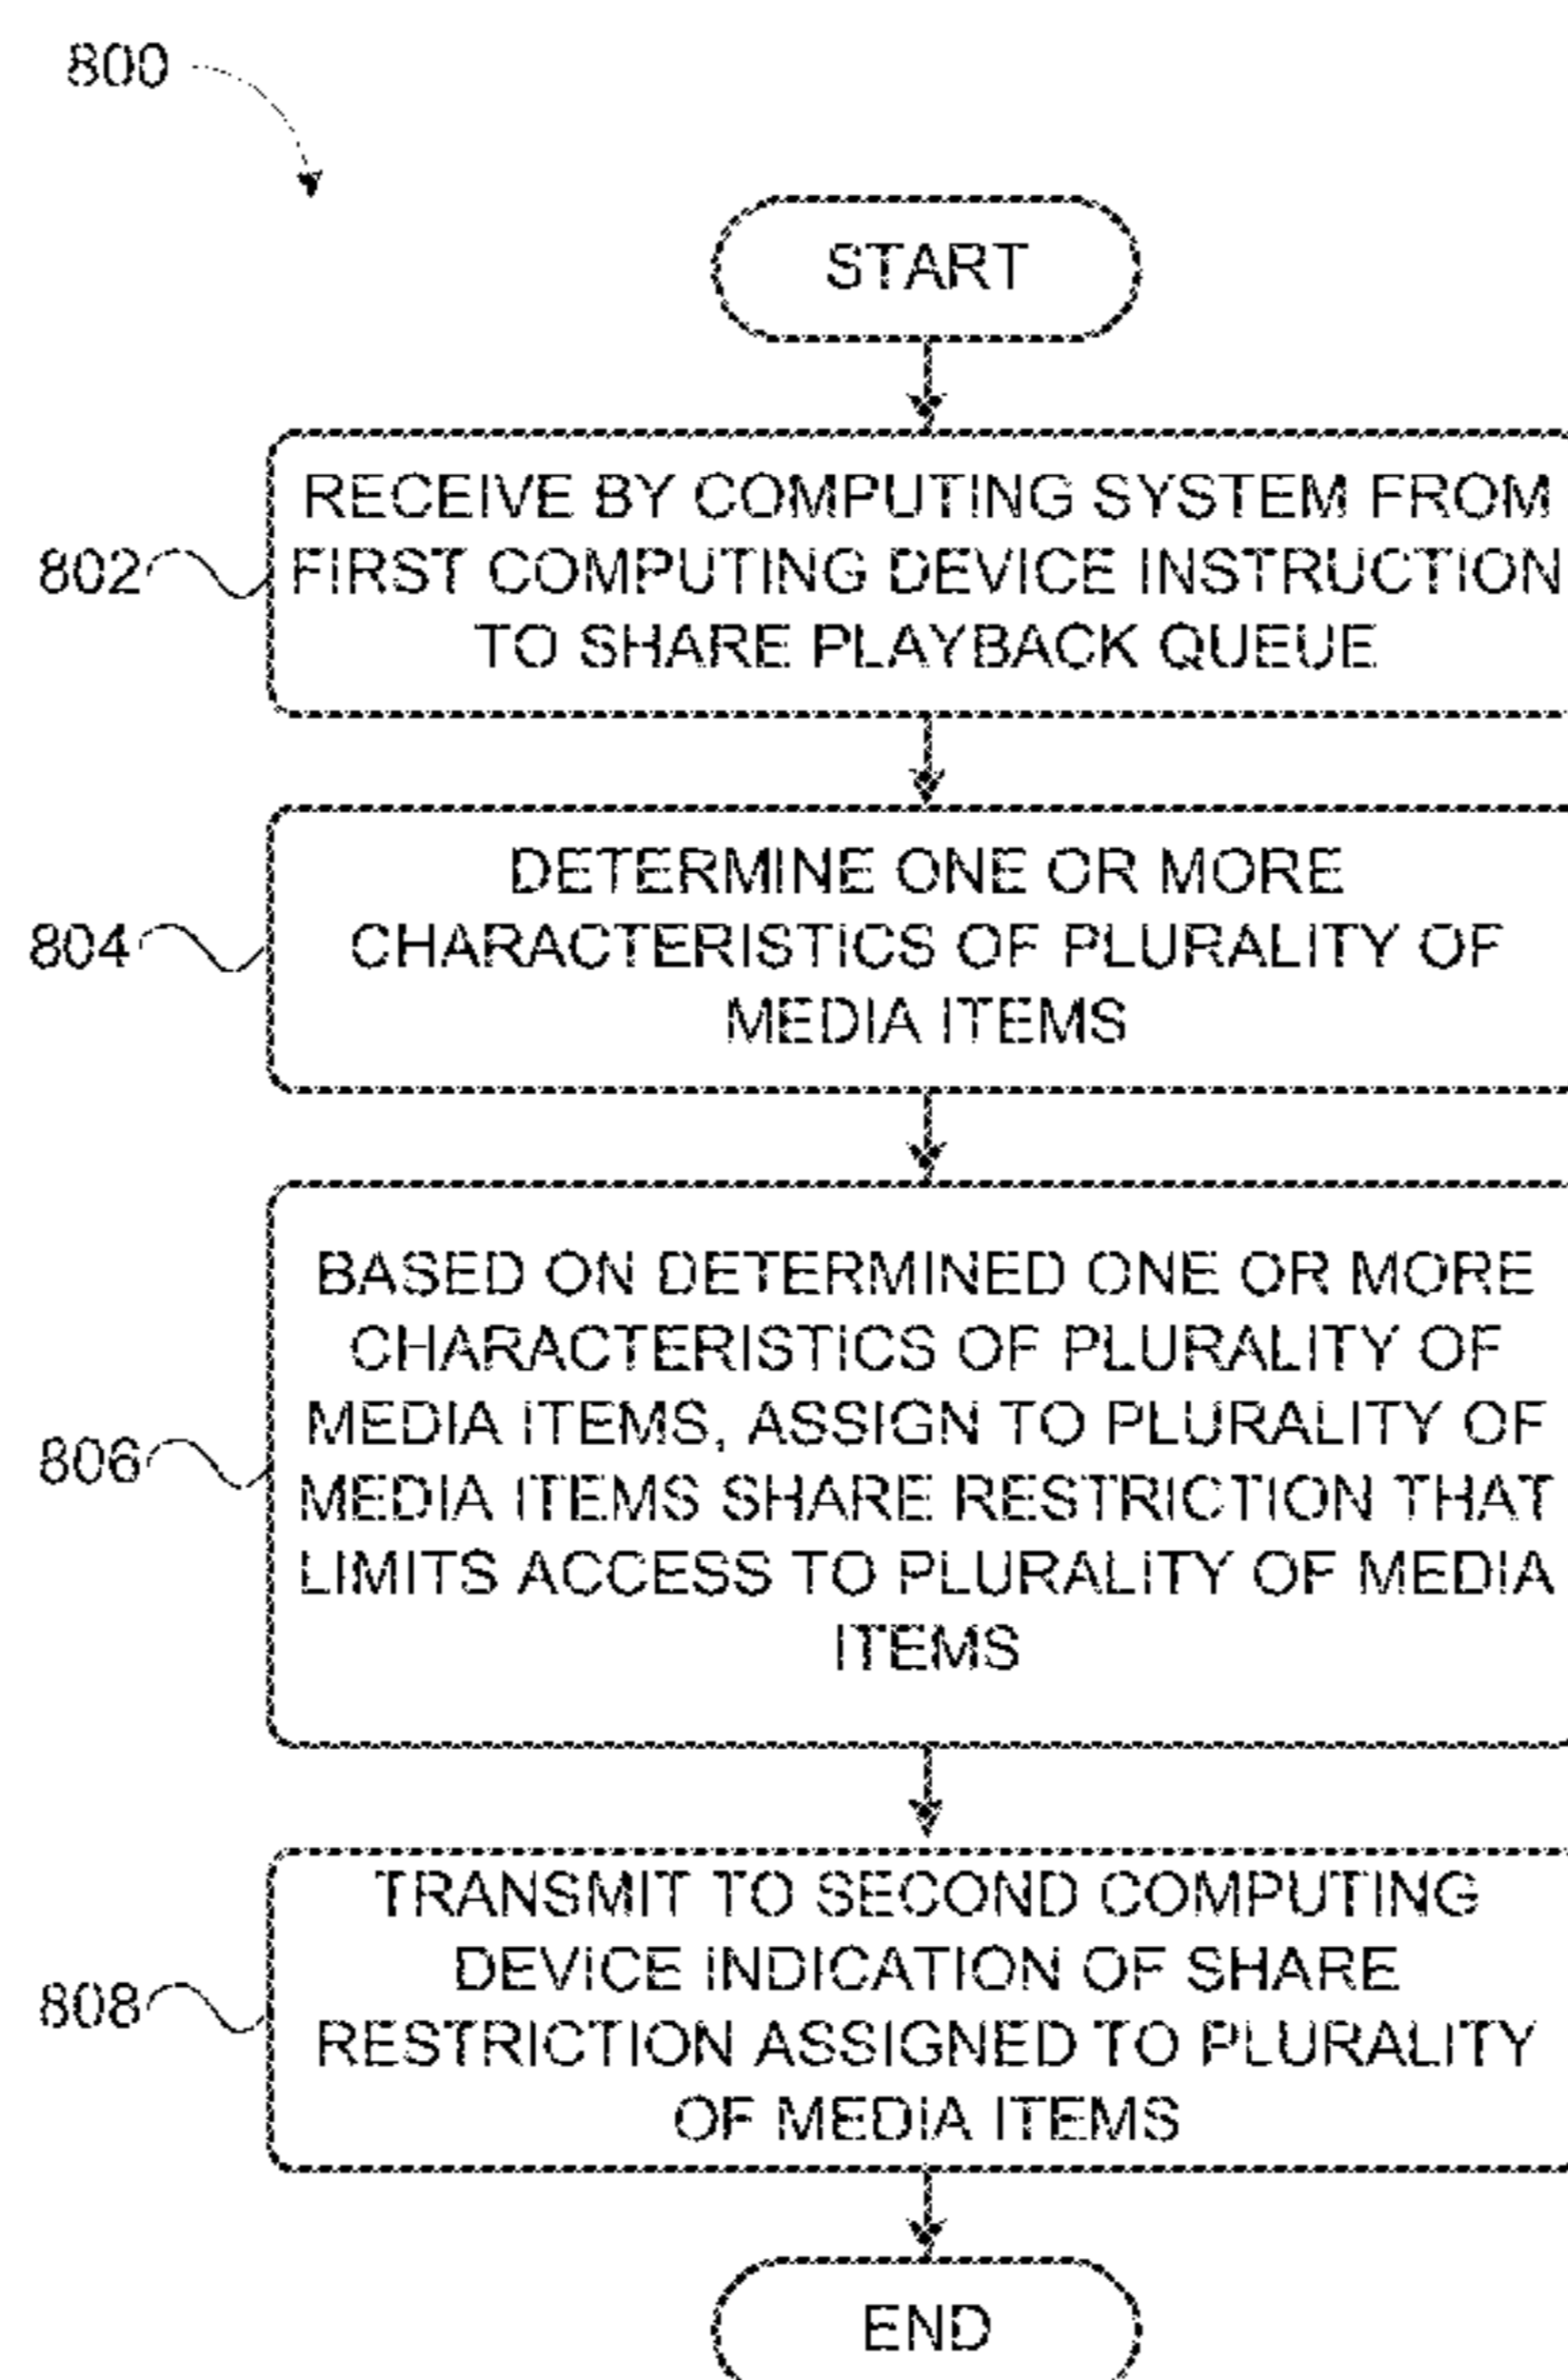 800
START
RECEIVE BY COMPUTING SYSTEM FROM
802 FIRST COMPUTING DEVICE INSTRUCTION
TO SHARE PLAYBACK QUEUE
DETERMINE ONE OR MORE
804 CHARACTERISTICS OF PLURALITY OF
MEDIA ITEMS
BASED ON DETERMINED ONE OR MORE
CHARACTERISTICS OF PLURALITY OF
MEDIA ITEMS, ASSIGN TO PLURALITY OF
806 MEDIA ITEMS SHARE RESTRICTION THAT
LIMITS ACCESS TO PLURALITY OF MEDIA
ITEMS
TRANSMIT TO SECOND COMPUTING
DEVICE INDICATION OF SHARE
808 RESTRICTION ASSIGNED TO PLURALITY
OF MEDIA ITEMS
END